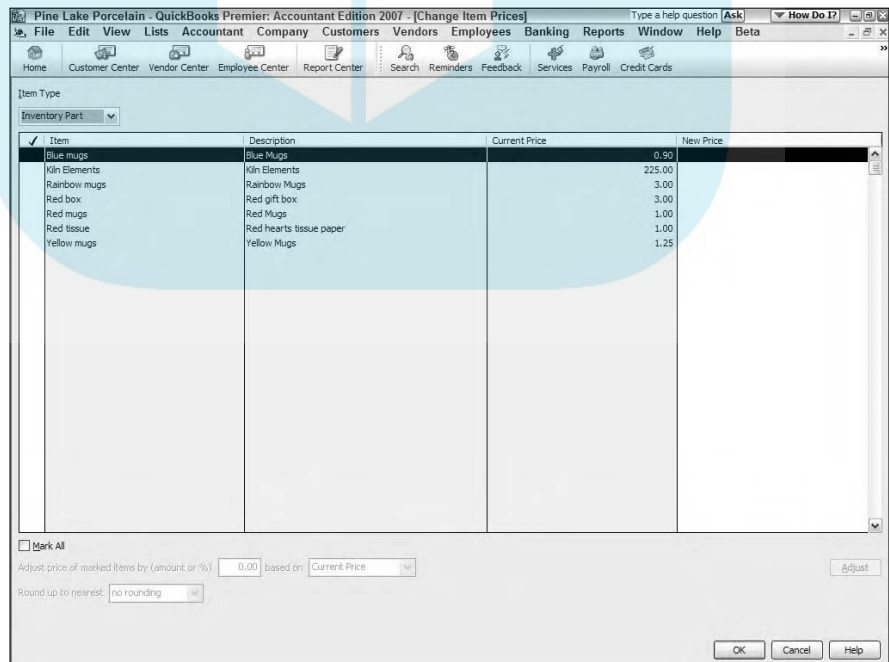 Pine Lake Porcelain - QuickBooks Premier: Accountant Edition 2007 - [Change Item Prices] Type a help question Ask How Do I?
File Edit View Lists Accountant Company Customers Vendors Employees Banking Reports Window Help Beta
Home Customer Center Vendor Center Employee Center Report Center Search Reminders Feedback Services Payroll Credit Cards
Item Type
Inventory Part
Item Description Current Price New Price
Blue mugs Blue Mugs 0.90
Kiln Elements Kiln Elements 225.00
Rainbow mugs Rainbow Mugs 3.00
Red box Red gift box 3.00
Red mugs Red Mugs 1.00
Red tissue Red hearts tissue paper 1.00
Yellow mugs Yellow Mugs 1.25
Mark All
Adjust price of marked items by (amount or %) 0.00 based on Current Price Adjust
Round up to nearest no rounding
OK Cancel Help